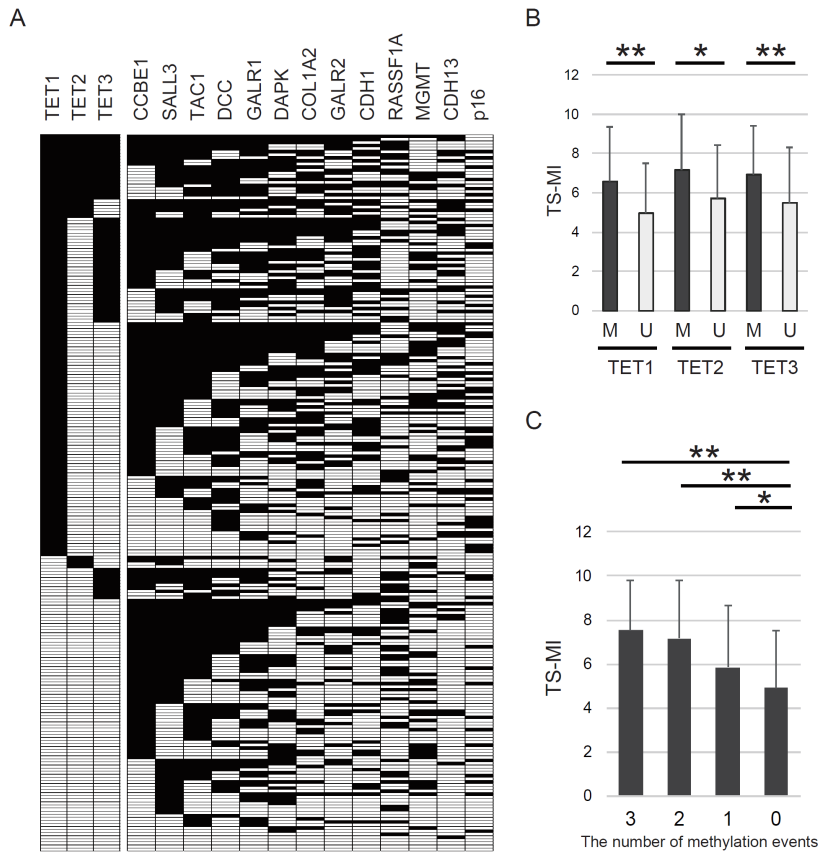 A
TET1 TET2 TET3 CCBE1 SALL3 TAC1 DCC GALR1 DAPK COL1A2 GALR2 CDH1 RASSF1A MGMT CDH13 p16
B
** * **
12
10
8
6
4
2
0
TS-MI
M U M U M U
TET1 TET2 TET3
C
**
**
*
12
10
8
6
4
2
0
TS-MI
3 2 1 0
The number of methylation events